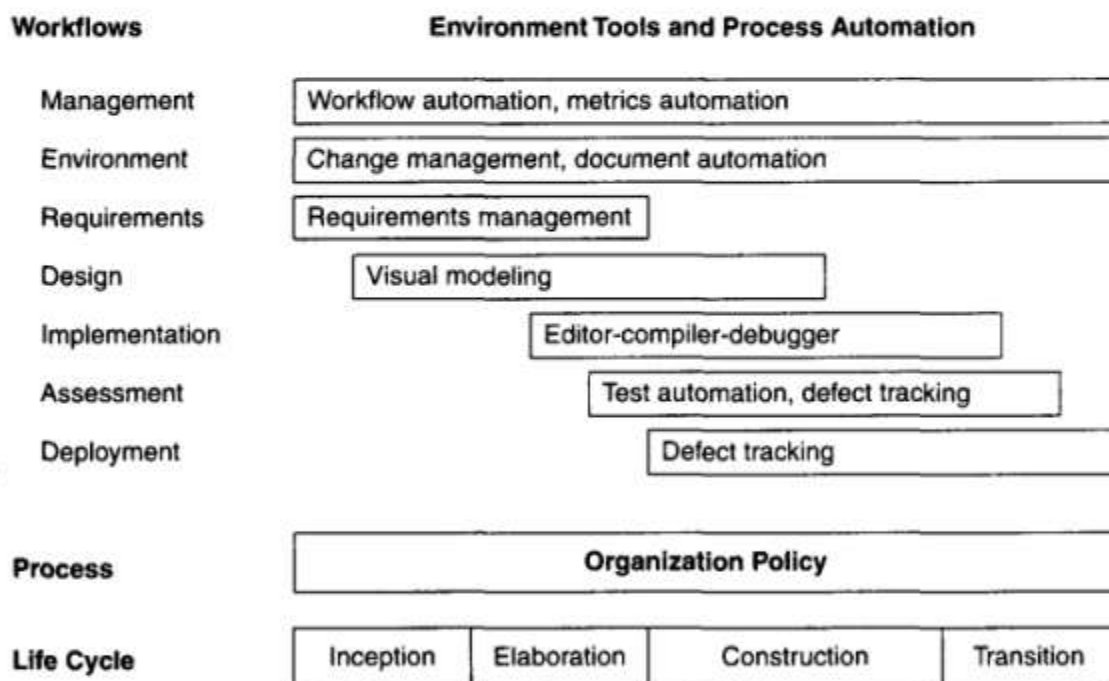 Workflows Environment Tools and Process Automation
Management Workflow automation, metrics automation
Environment Change management, document automation
Requirements Requirements management
Design Visual modeling
Implementation Editor-compiler-debugger
Assessment Test automation, defect tracking
Deployment Defect tracking
Process Organization Policy
Life Cycle Inception Elaboration Construction Transition